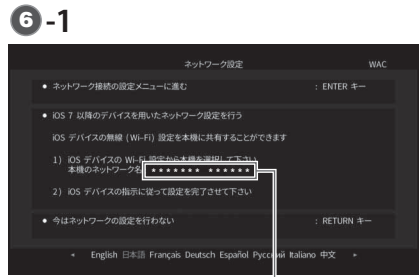 6 -1
ネットワーク設定 WAC
● ネットワーク接続の設定メニューに進む : ENTER キー
● iOS 7 以降のデバイスを用いたネットワーク設定を行う
iOS デバイスの無線 (Wi-Fi) 設定を本機に共有することができます
1) iOS デバイスの Wi-Fi 設定から本機を選択して下さい
本機のネットワーク名 ******* ******
2) iOS デバイスの指示に従って設定を完了させて下さい
● 今はネットワークの設定を行わない : RETURN キー
◄ English 日本語 Français Deutsch Español Русский Italiano 中文 ►